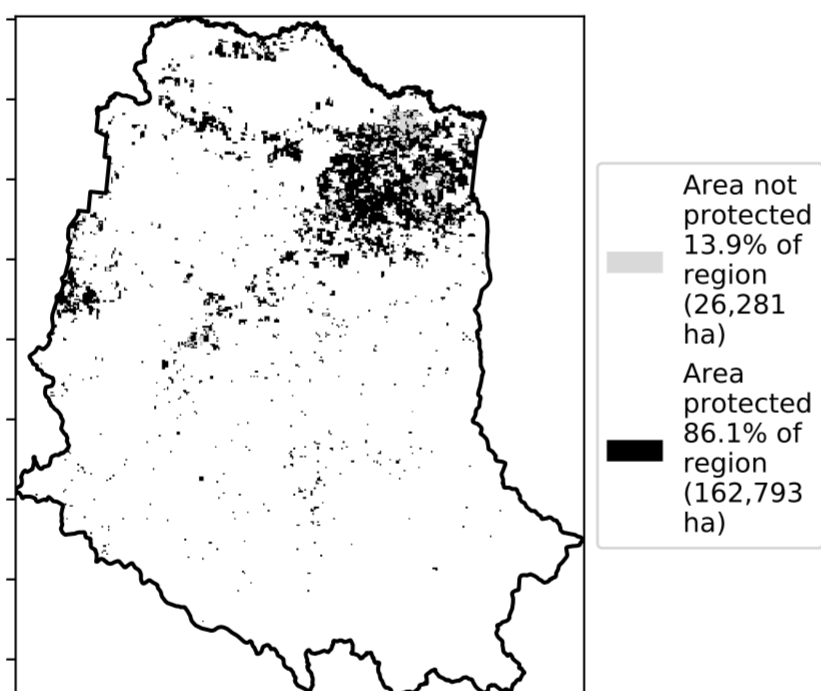 Area not
protected
13.9% of
region
(26,281
ha)
Area
protected
86.1% of
region
(162,793
ha)